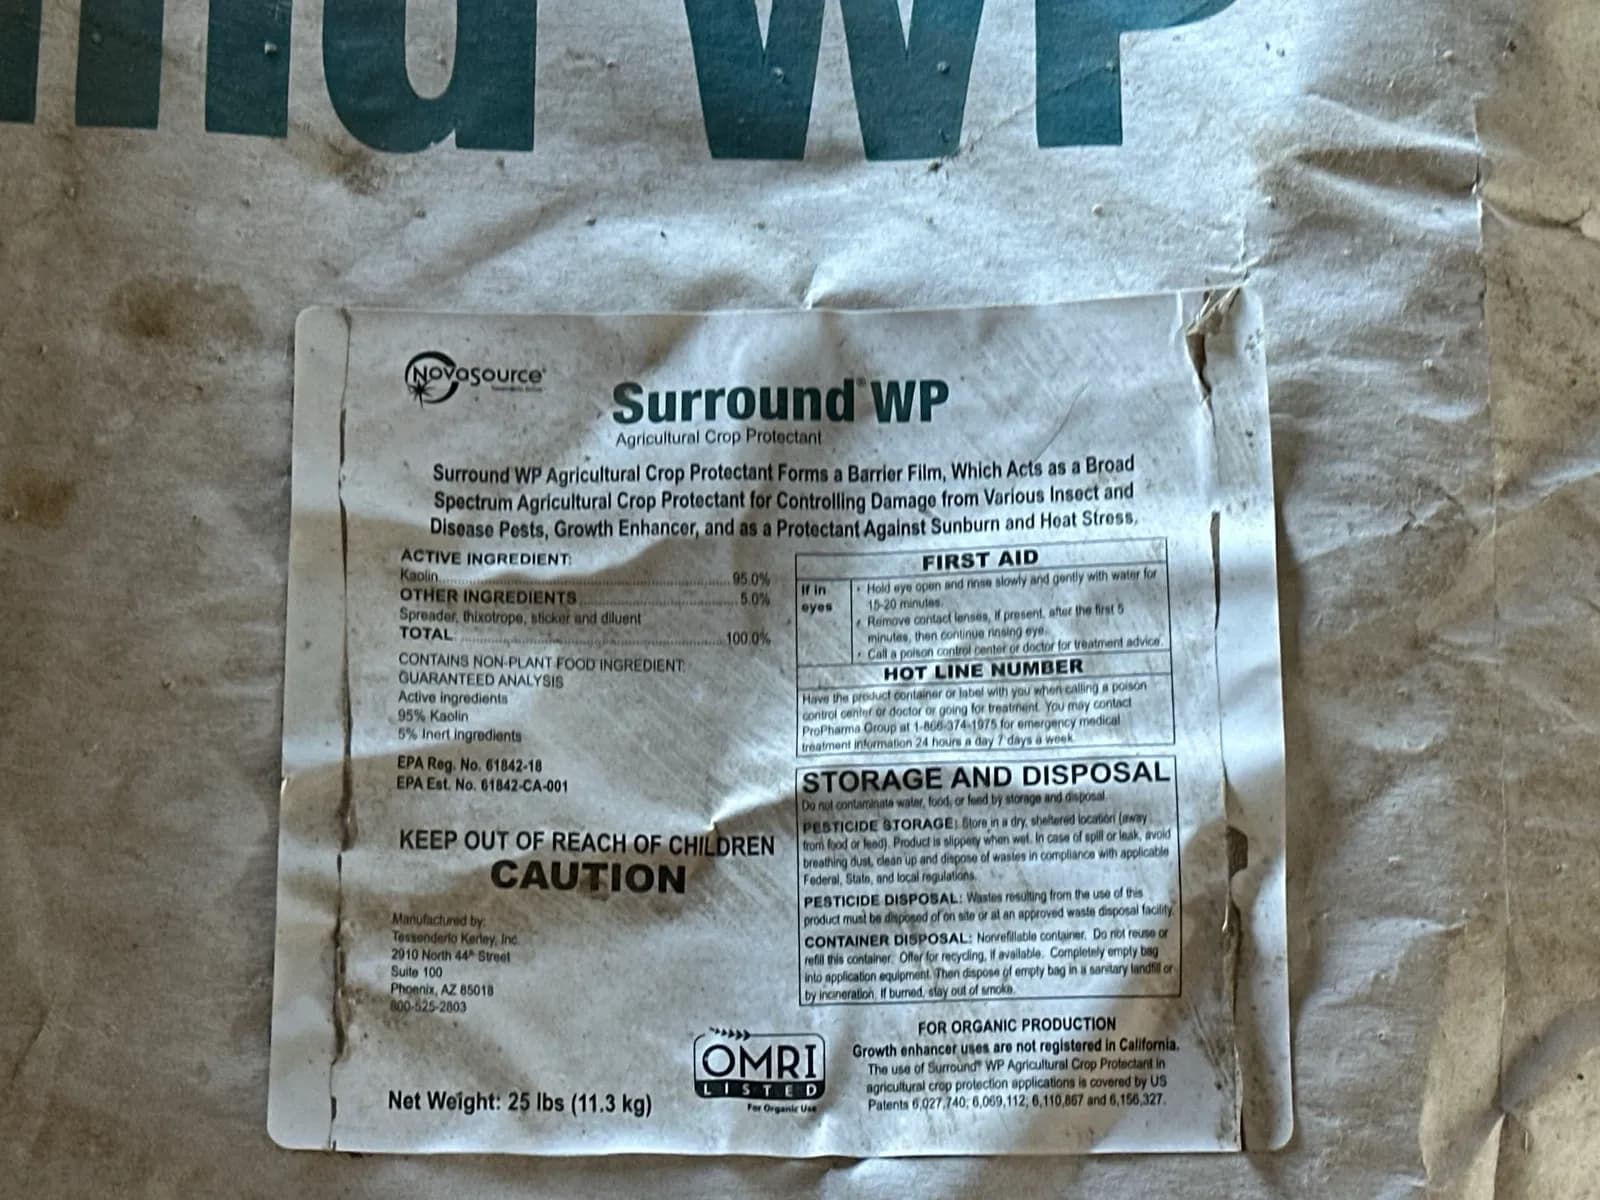 und WP
NovaSource®
Surround® WP
Agricultural Crop Protectant
Surround WP Agricultural Crop Protectant Forms a Barrier Film, Which Acts as a Broad
Spectrum Agricultural Crop Protectant for Controlling Damage from Various Insect and
Disease Pests, Growth Enhancer, and as a Protectant Against Sunburn and Heat Stress.
ACTIVE INGREDIENT:
Kaolin 95.0%
OTHER INGREDIENTS 5.0%
Spreader, thixotrope, sticker and diluent
TOTAL 100.0%
CONTAINS NON-PLANT FOOD INGREDIENT:
GUARANTEED ANALYSIS
Active ingredients
95% Kaolin
5% Inert ingredients
EPA Reg. No. 61842-18
EPA Est. No. 61842-CA-001
KEEP OUT OF REACH OF CHILDREN
CAUTION
Manufactured by:
Tessenderlo Kerley, Inc.
2910 North 44th Street
Suite 100
Phoenix, AZ 85018
800-525-2803
Net Weight: 25 lbs (11.3 kg)
FIRST AID
If in eyes
• Hold eye open and rinse slowly and gently with water for
15-20 minutes.
• Remove contact lenses, if present, after the first 5
minutes, then continue rinsing eye.
• Call a poison control center or doctor for treatment advice.
HOT LINE NUMBER
Have the product container or label with you when calling a poison
control center or doctor or going for treatment. You may contact
ProPharma Group at 1-866-374-1975 for emergency medical
treatment information 24 hours a day 7 days a week.
STORAGE AND DISPOSAL
Do not contaminate water, food, or feed by storage and disposal.
PESTICIDE STORAGE: Store in a dry, sheltered location (away
from food or feed). Product is slippery when wet. In case of spill or leak, avoid
breathing dust, clean up and dispose of wastes in compliance with applicable
Federal, State, and local regulations.
PESTICIDE DISPOSAL: Wastes resulting from the use of this
product must be disposed of on site or at an approved waste disposal facility.
CONTAINER DISPOSAL: Nonrefillable container. Do not reuse or
refill this container. Offer for recycling, if available. Completely empty bag
into application equipment. Then dispose of empty bag in a sanitary landfill or
by incineration. If burned, stay out of smoke.
OMRI
LISTED
For Organic Use
FOR ORGANIC PRODUCTION
Growth enhancer uses are not registered in California.
The use of Surround® WP Agricultural Crop Protectant in
agricultural crop protection applications is covered by US
Patents 6,027,740; 6,069,112; 6,110,867 and 6,156,327.